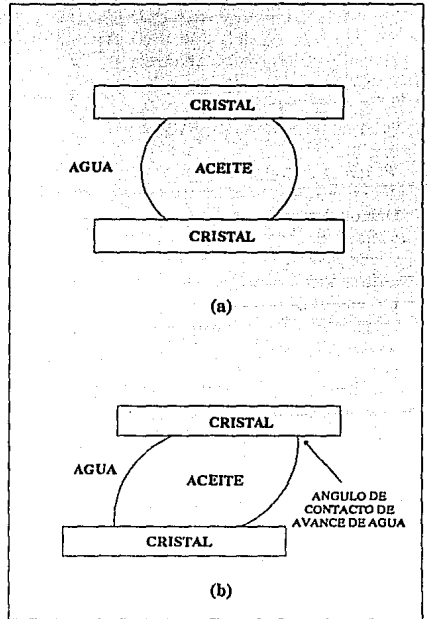 CRISTAL
AGUA
ACEITE
CRISTAL
(a)
CRISTAL
AGUA
ACEITE
ANGULO DE
CONTACTO DE
AVANCE DE AGUA
CRISTAL
(b)